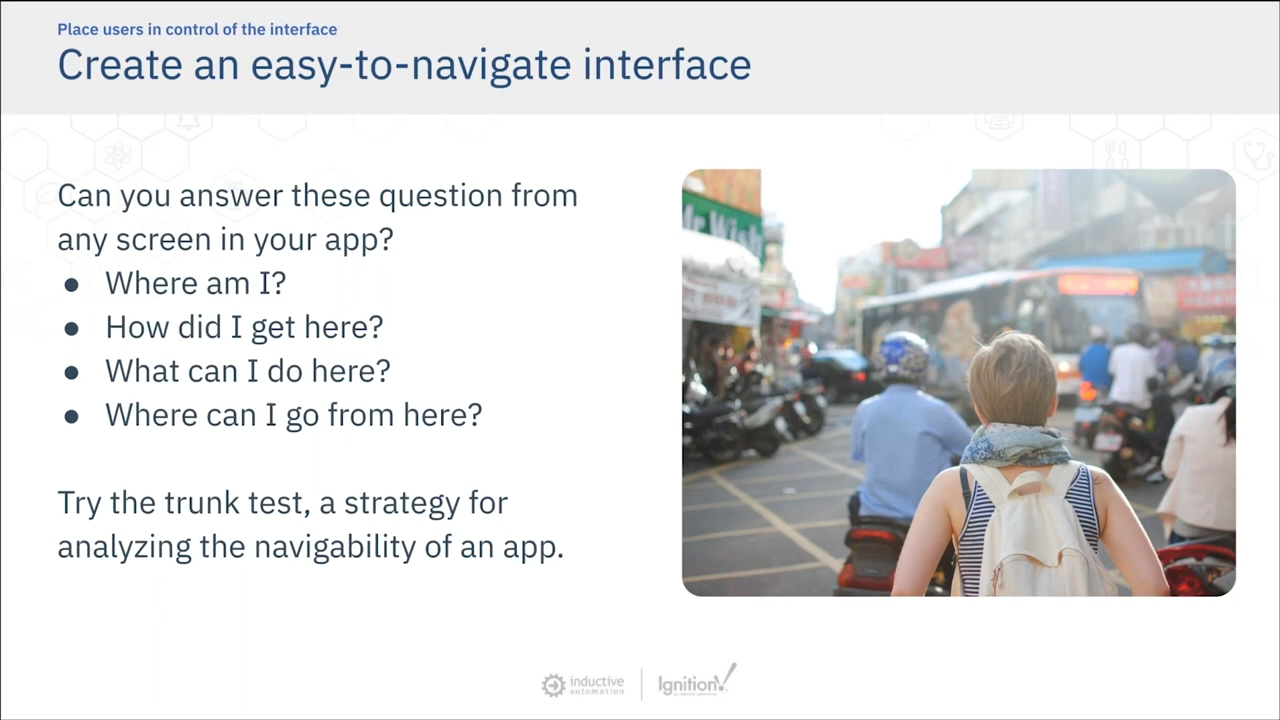 Place users in control of the interface
Create an easy-to-navigate interface
Can you answer these question from
any screen in your app?
● Where am I?
● How did I get here?
● What can I do here?
● Where can I go from here?
Try the trunk test, a strategy for
analyzing the navigability of an app.
inductive
automation
Ignition!